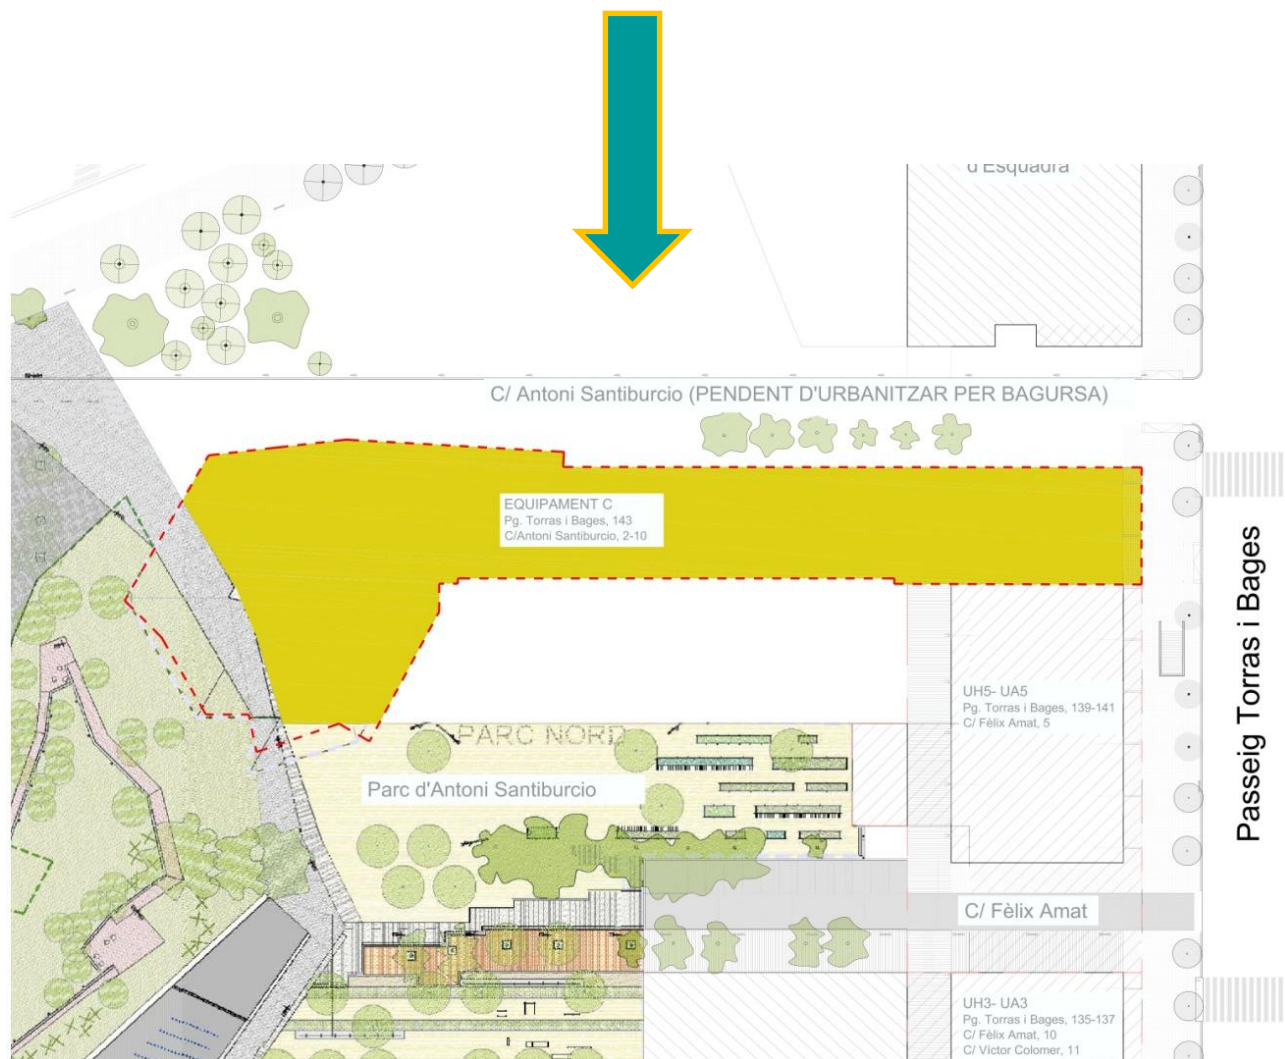 d'Esquadra
C/ Antoni Santiburcio (PENDENT D'URBANITZAR PER BAGURSA)
EQUIPAMENT C
Pg. Torras i Bages, 143
C/Antoni Santiburcio, 2-10
Passeig Torras i Bages
UH5- UA5
Pg. Torras i Bages, 139-141
C/ Fèlix Amat, 5
PARC NORD
Parc d'Antoni Santiburcio
C/ Fèlix Amat
UH3- UA3
Pg. Torras i Bages, 135-137
C/ Fèlix Amat, 10
C/ Víctor Colomer, 11